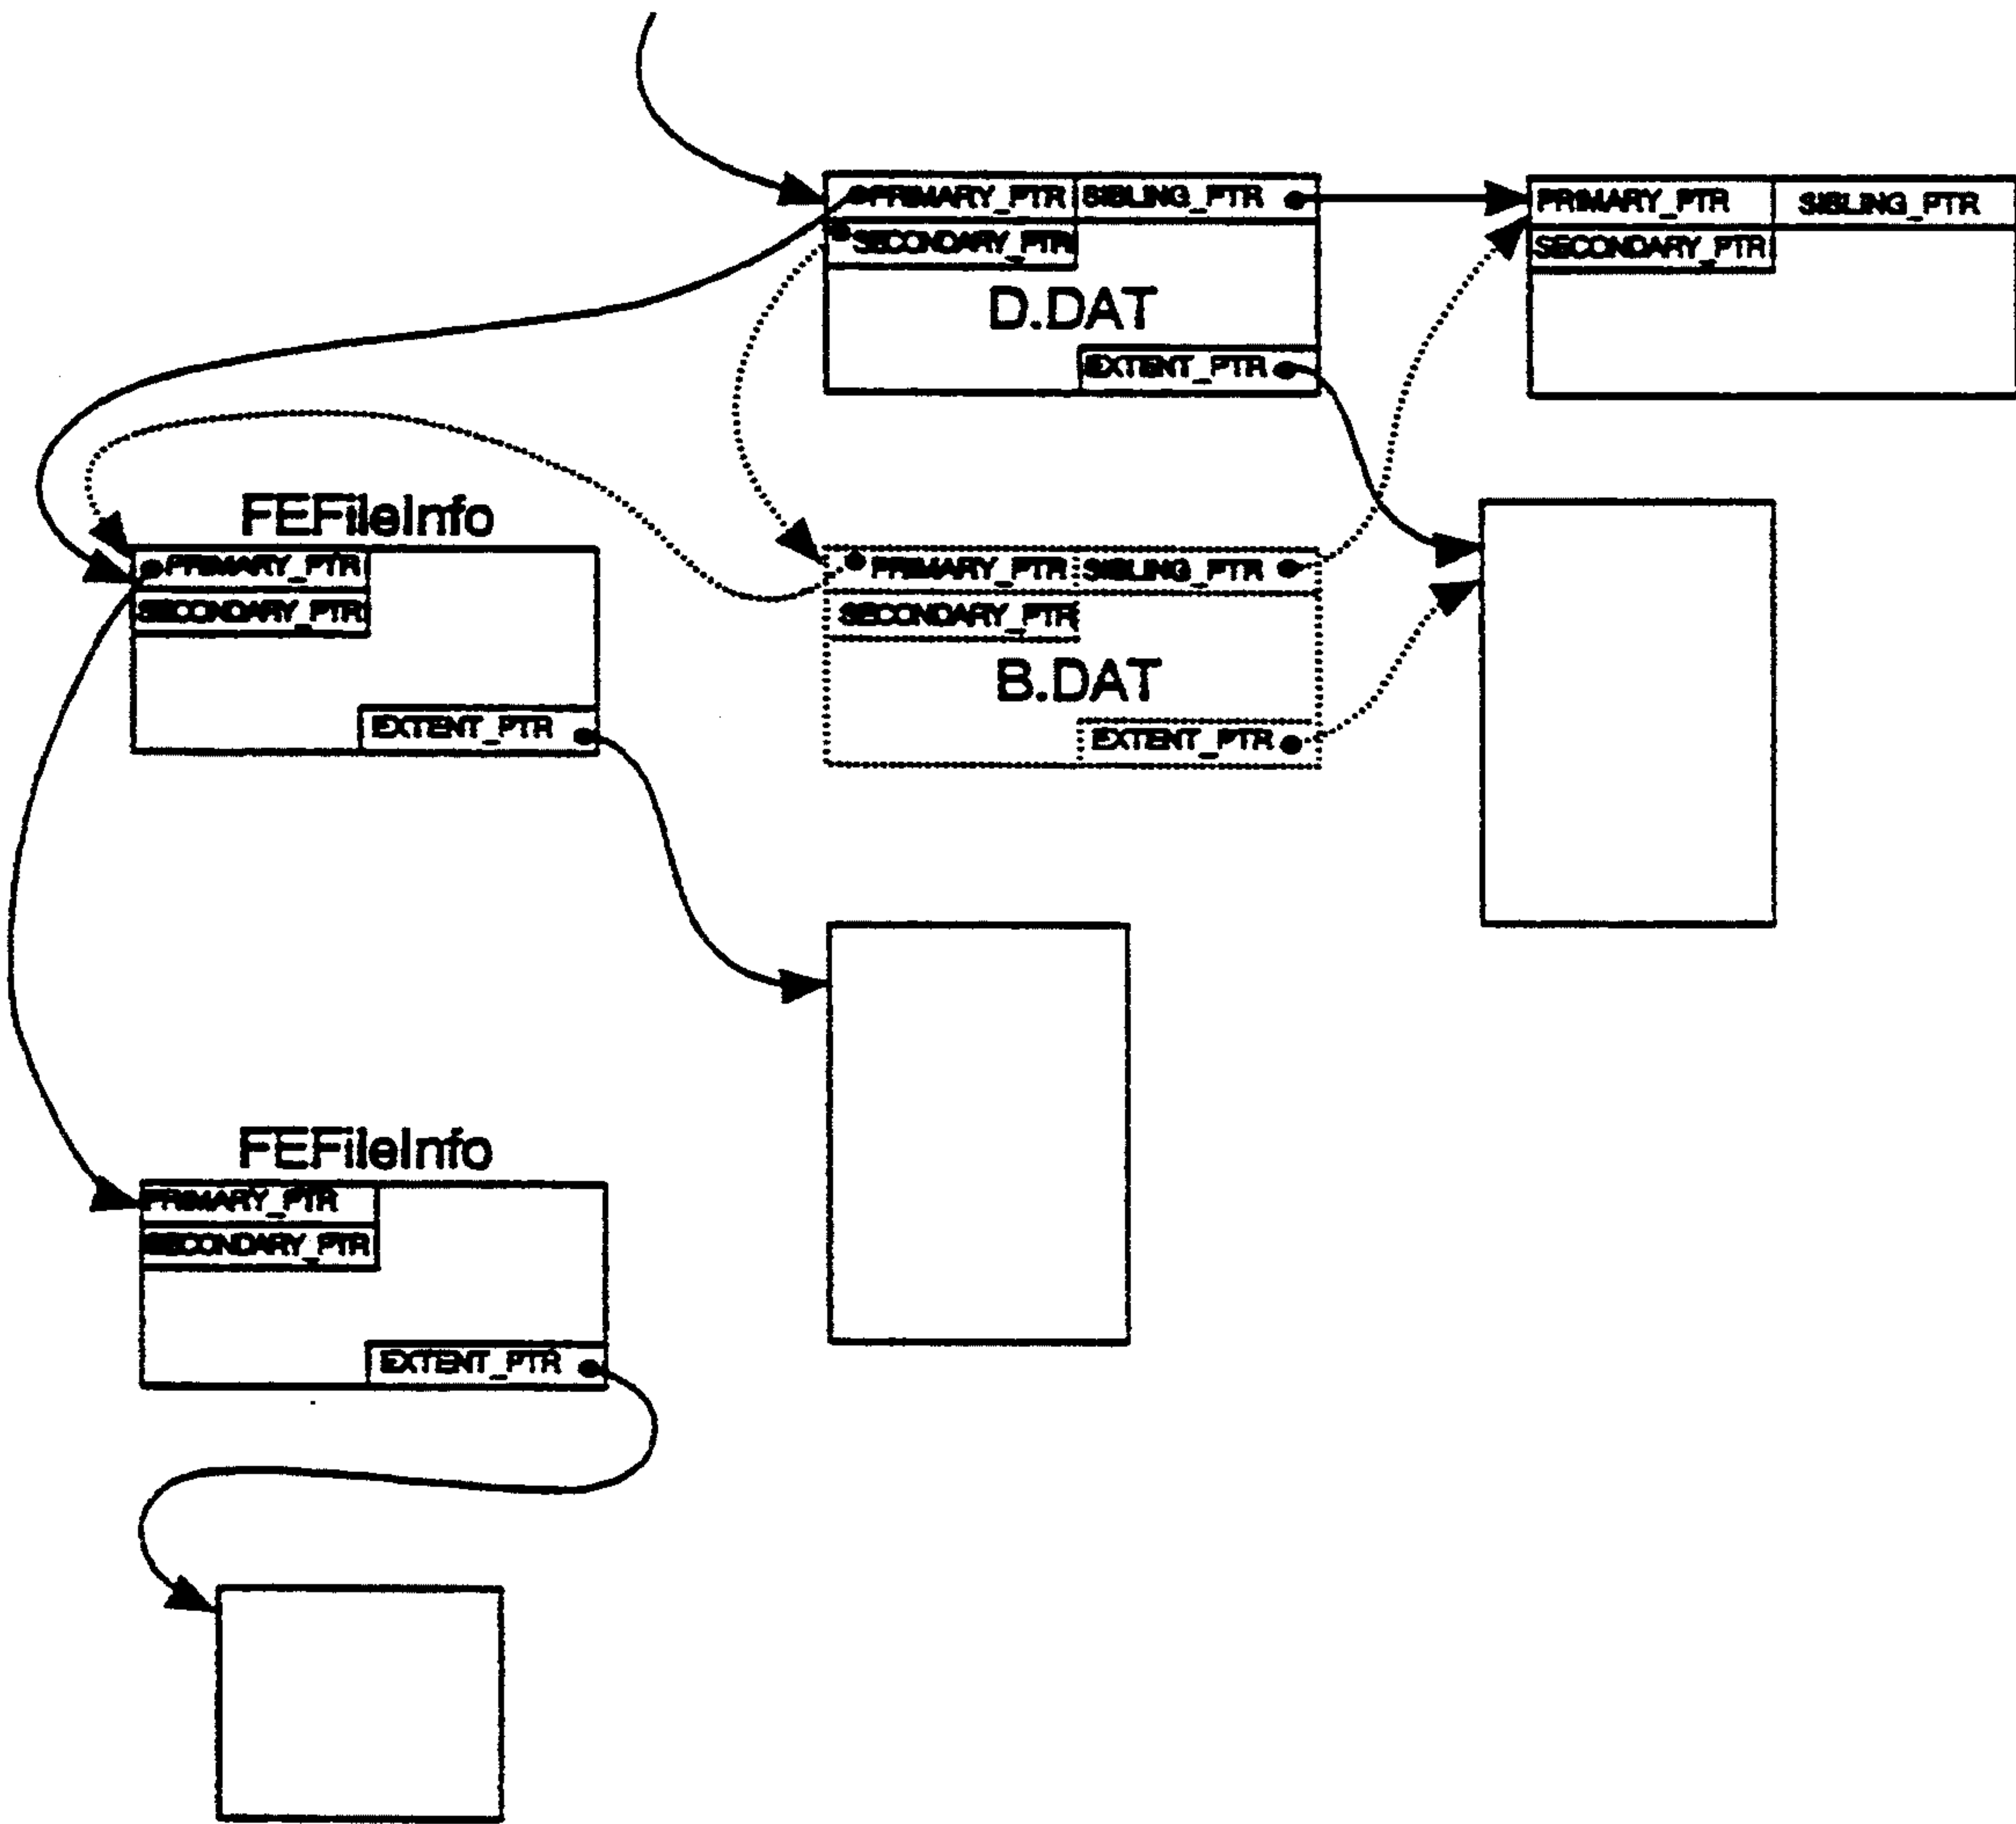 PRIMARY_PTR SIBLING_PTR
SECONDARY_PTR
D.DAT
EXTENT_PTR
PRIMARY_PTR SIBLING_PTR
SECONDARY_PTR
FEFileInfo
PRIMARY_PTR
SECONDARY_PTR
EXTENT_PTR
PRIMARY_PTR SIBLING_PTR
SECONDARY_PTR
B.DAT
EXTENT_PTR
FEFileInfo
PRIMARY_PTR
SECONDARY_PTR
EXTENT_PTR